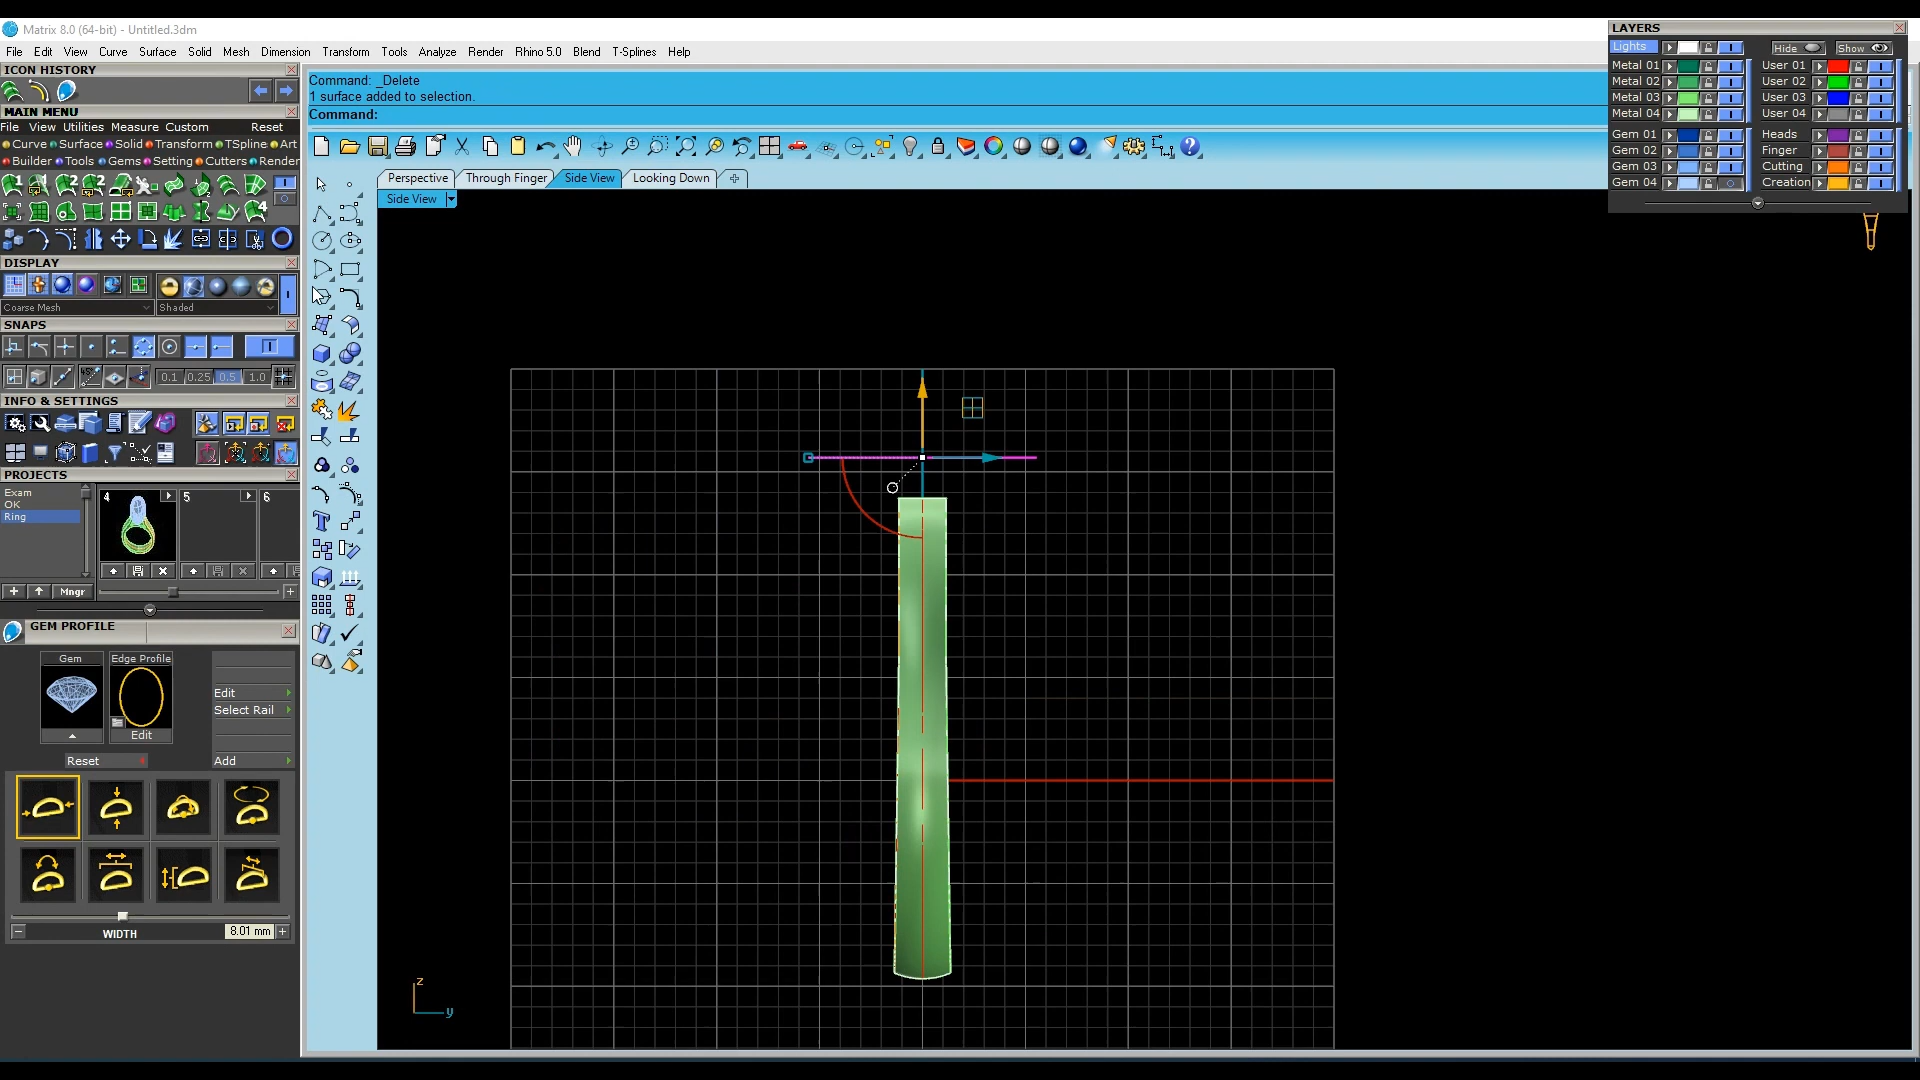 Matrix 8.0 (64-bit) - Untitled.3dm
File Edit View Curve Surface Solid Mesh Dimension Transform Tools Analyze Render Rhino 5.0 Blend T-Splines Help
ICON HISTORY
MAIN MENU
File View Utilities Measure Custom Reset
Curve Surface Solid Transform TSpline Art
Builder Tools Gems Setting Cutters Render
DISPLAY
Coarse Mesh Shaded
SNAPS
0.1 0.25 0.5 1.0
INFO & SETTINGS
PROJECTS
Exam
OK
Ring
4 5 6
Mngr
GEM PROFILE
Gem Edge Profile
Edit
Select Rail
Edit
Reset Add
WIDTH 8.01 mm
Command: _Delete
1 surface added to selection.
Command:
Perspective Through Finger Side View Looking Down
Side View
z
y
LAYERS
Lights Hide Show
Metal 01 User 01
Metal 02 User 02
Metal 03 User 03
Metal 04 User 04
Gem 01 Heads
Gem 02 Finger
Gem 03 Cutting
Gem 04 Creation